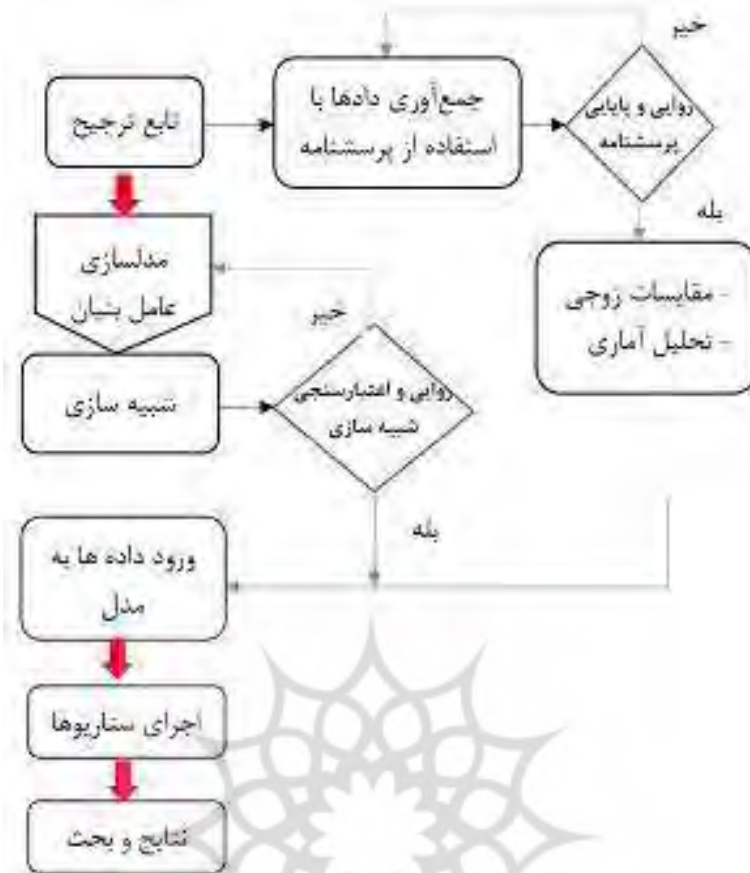 خیر
تابع ترجیح
جمع‌آوری دادها با
استفاده از پرسشنامه
روایی و پایایی
پرسشنامه
بله
مدلسازی
عامل بنیان
- مقایسات زوجی
- تحلیل آماری
خیر
شبیه سازی
روایی و اعتبارسنجی
شبیه سازی
بله
ورود داده ها به
مدل
اجرای سناریوها
نتایج و بحث